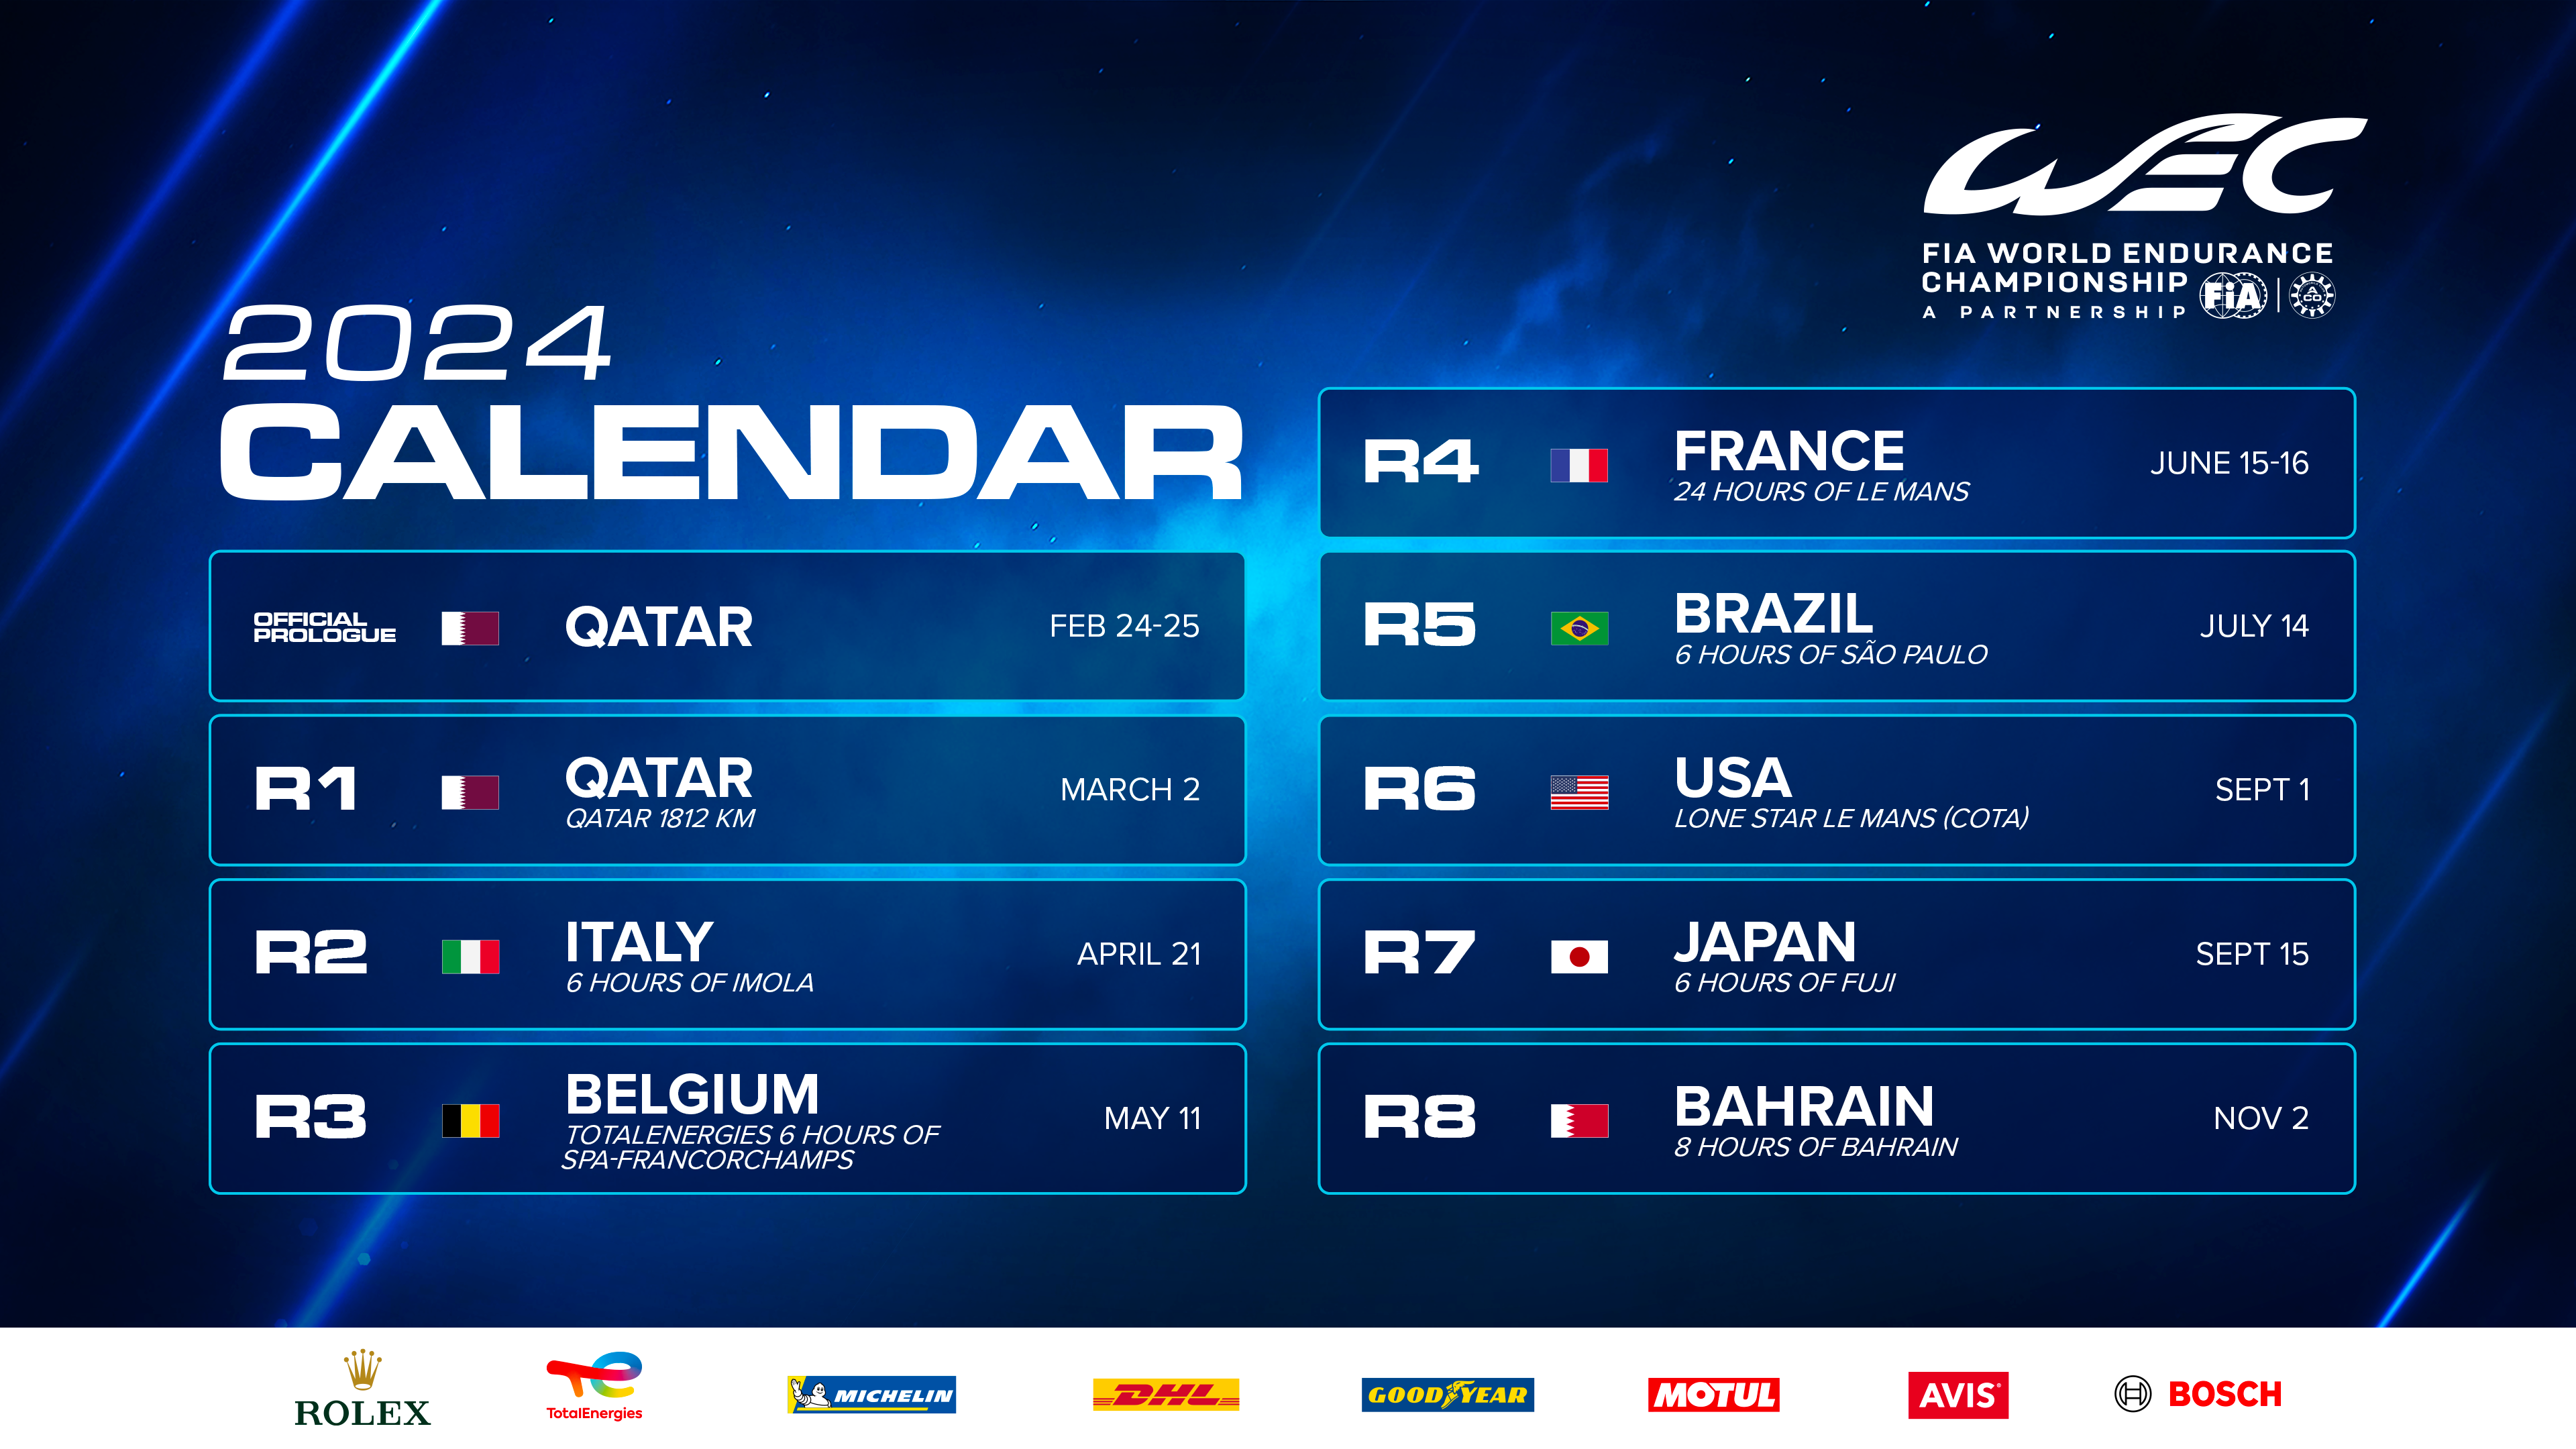 WEC
FIA WORLD ENDURANCE
CHAMPIONSHIP
A PARTNERSHIP
FiA
ACO
2024
CALENDAR
OFFICIAL
PROLOGUE
QATAR
FEB 24-25
R1
QATAR
QATAR 1812 KM
MARCH 2
R2
ITALY
6 HOURS OF IMOLA
APRIL 21
R3
BELGIUM
TOTALENERGIES 6 HOURS OF
SPA-FRANCORCHAMPS
MAY 11
R4
FRANCE
24 HOURS OF LE MANS
JUNE 15-16
R5
BRAZIL
6 HOURS OF SÃO PAULO
JULY 14
R6
USA
LONE STAR LE MANS (COTA)
SEPT 1
R7
JAPAN
6 HOURS OF FUJI
SEPT 15
R8
BAHRAIN
8 HOURS OF BAHRAIN
NOV 2
ROLEX
TotalEnergies
MICHELIN
DHL
GOODYEAR
MOTUL
AVIS
BOSCH